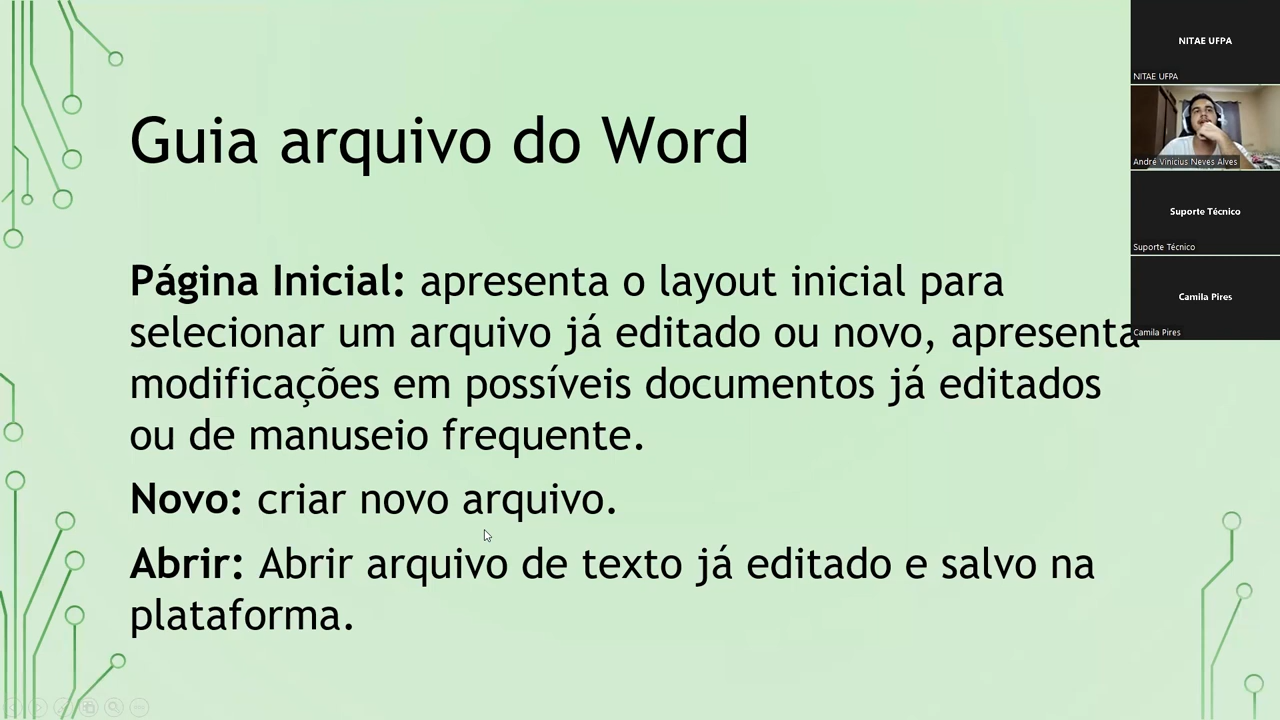 Guia arquivo do Word
Página Inicial: apresenta o layout inicial para
selecionar um arquivo já editado ou novo, apresenta
modificações em possíveis documentos já editados
ou de manuseio frequente.
Novo: criar novo arquivo.
Abrir: Abrir arquivo de texto já editado e salvo na
plataforma.
NITAE UFPA
NITAE UFPA
André Vinicius Neves Alves
Suporte Técnico
Suporte Técnico
Camila Pires
Camila Pires